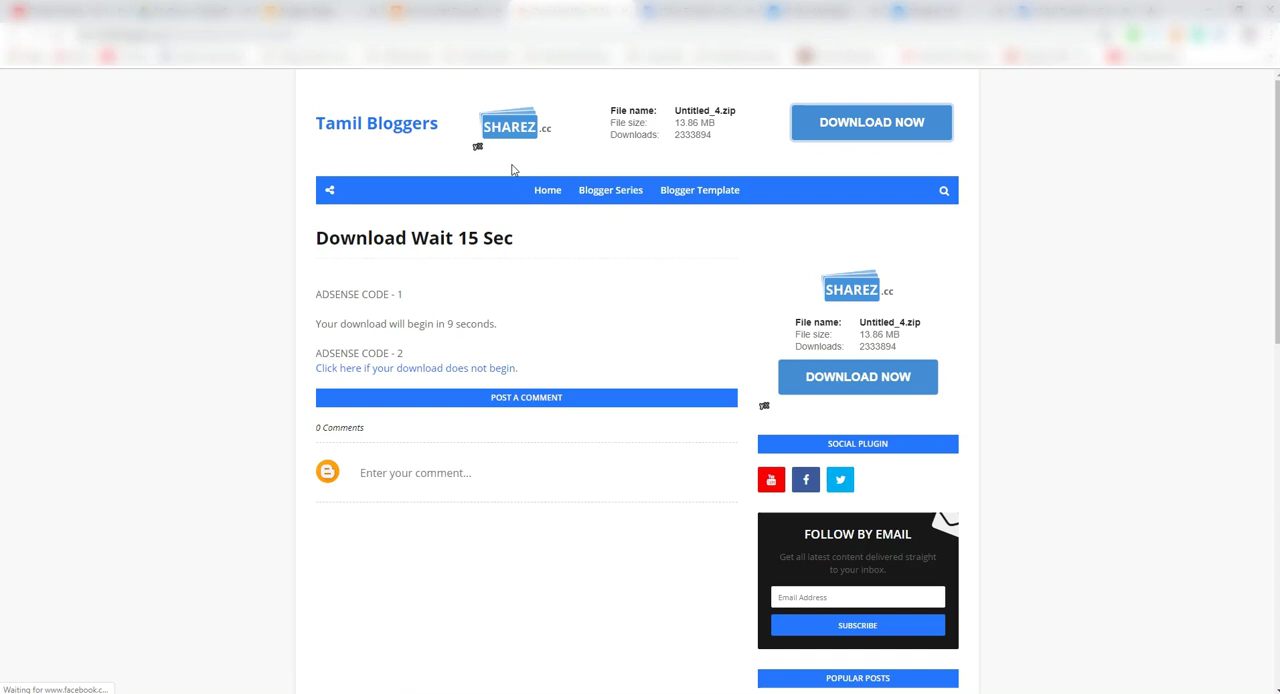 Tamil Bloggers
SHAREZ.cc
File name: Untitled_4.zip
File size: 13.86 MB
Downloads: 2333894
DOWNLOAD NOW
Home Blogger Series Blogger Template
Download Wait 15 Sec
ADSENSE CODE - 1
Your download will begin in 9 seconds.
ADSENSE CODE - 2
Click here if your download does not begin.
POST A COMMENT
0 Comments
Enter your comment...
SHAREZ.cc
File name: Untitled_4.zip
File size: 13.86 MB
Downloads: 2333894
DOWNLOAD NOW
SOCIAL PLUGIN
FOLLOW BY EMAIL
Get all latest content delivered straight
to your inbox.
Email Address
SUBSCRIBE
POPULAR POSTS
Waiting for www.facebook.c...